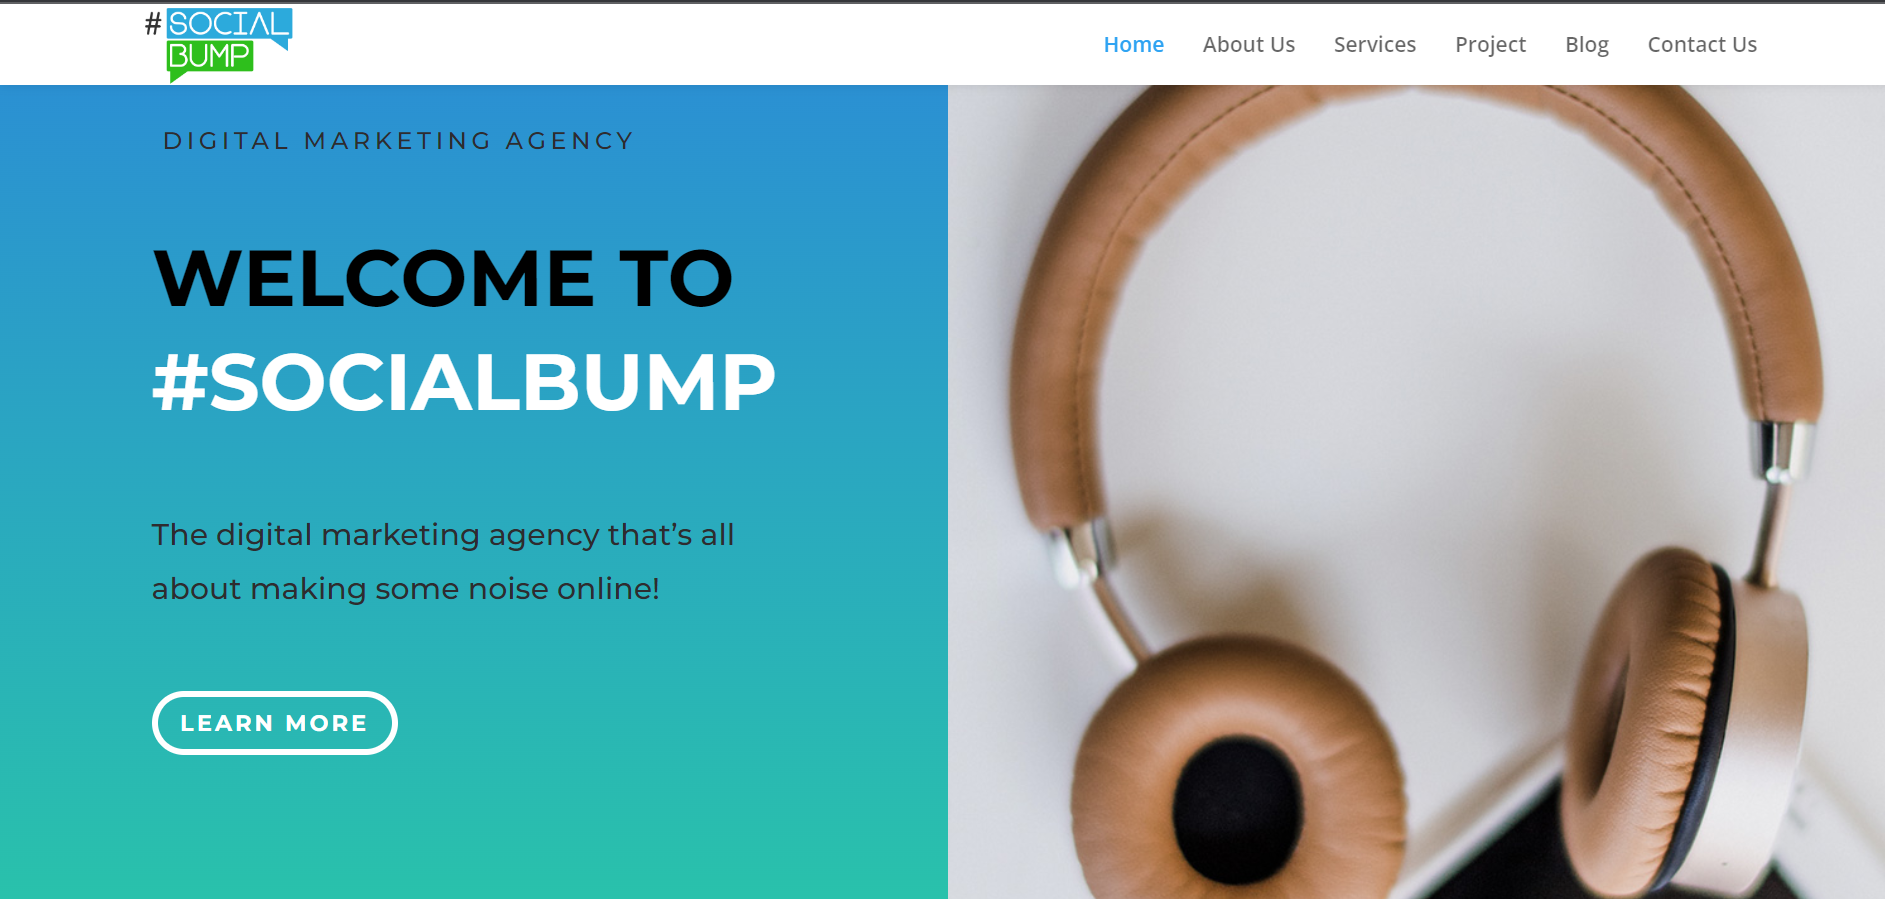 #SOCIAL
BUMP
Home About Us Services Project Blog Contact Us
DIGITAL MARKETING AGENCY
WELCOME TO
#SOCIALBUMP
The digital marketing agency that’s all
about making some noise online!
LEARN MORE